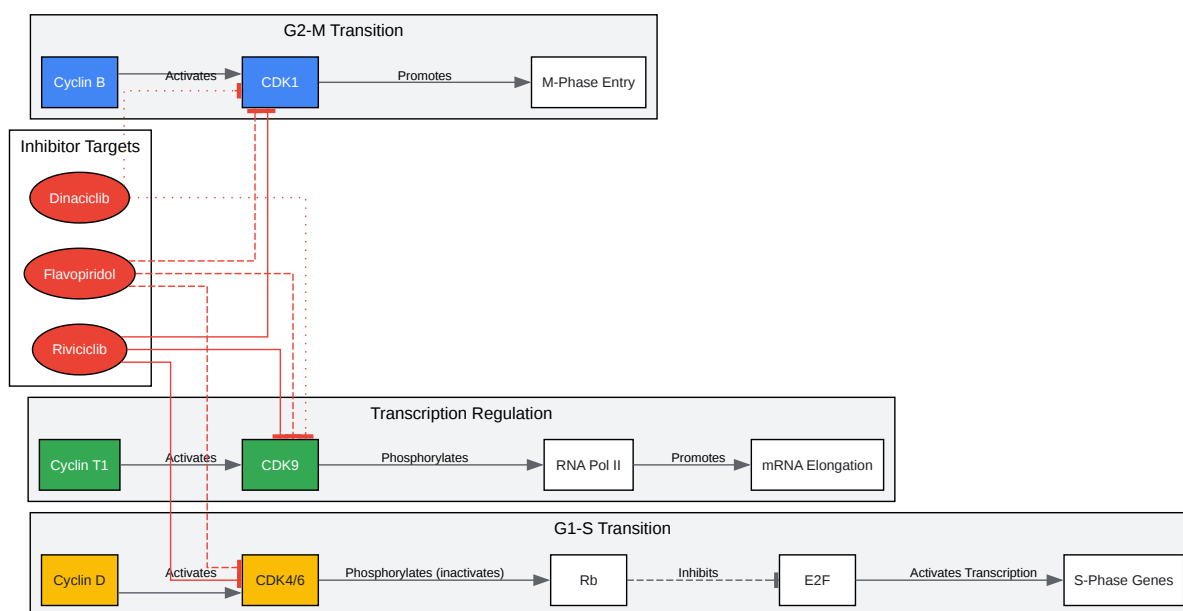 G2-M Transition
Cyclin B
Activates
CDK1
Promotes
M-Phase Entry
Inhibitor Targets
Dinaciclib
Flavopiridol
Riviciclib
Transcription Regulation
Cyclin T1
Activates
CDK9
Phosphorylates
RNA Pol II
Promotes
mRNA Elongation
G1-S Transition
Cyclin D
Activates
CDK4/6
Phosphorylates (inactivates)
Rb
Inhibits
E2F
Activates Transcription
S-Phase Genes